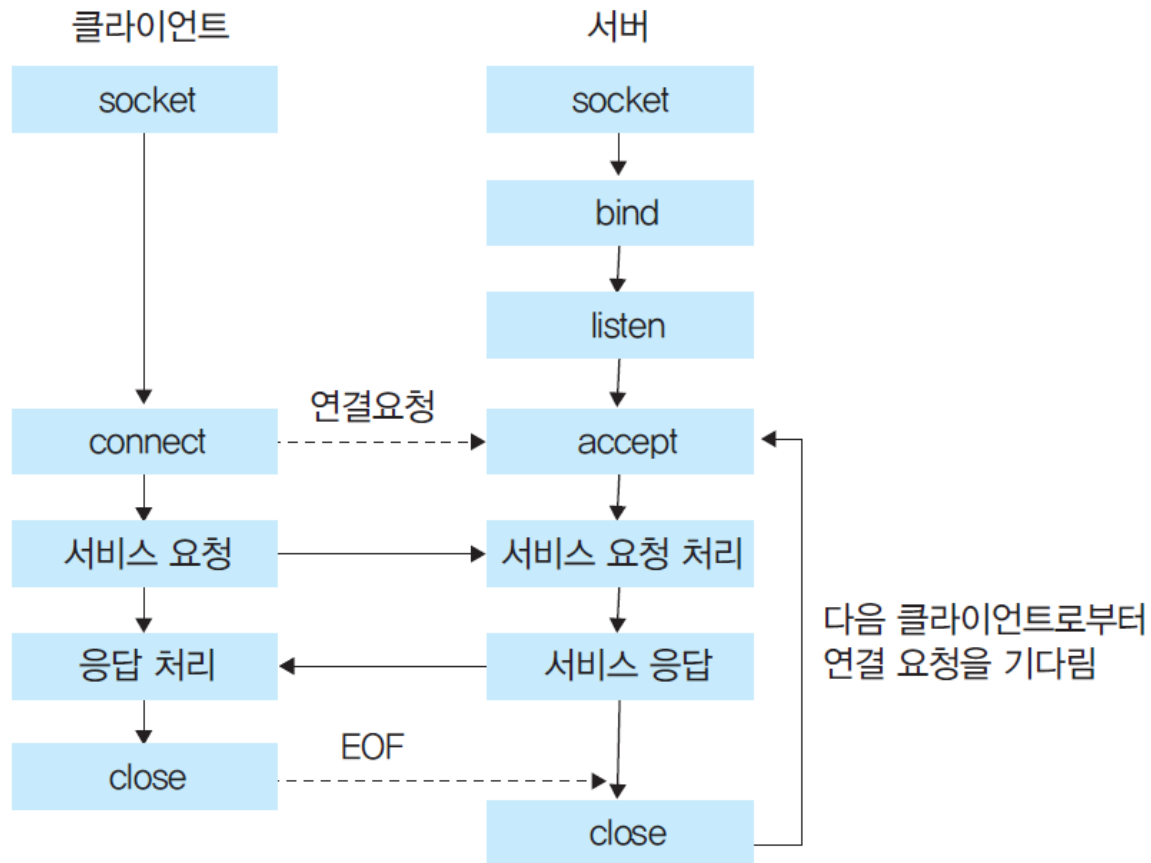 클라이언트
서버
socket
socket
bind
listen
연결요청
connect
accept
서비스 요청
서비스 요청 처리
다음 클라이언트로부터
연결 요청을 기다림
응답 처리
서비스 응답
EOF
close
close